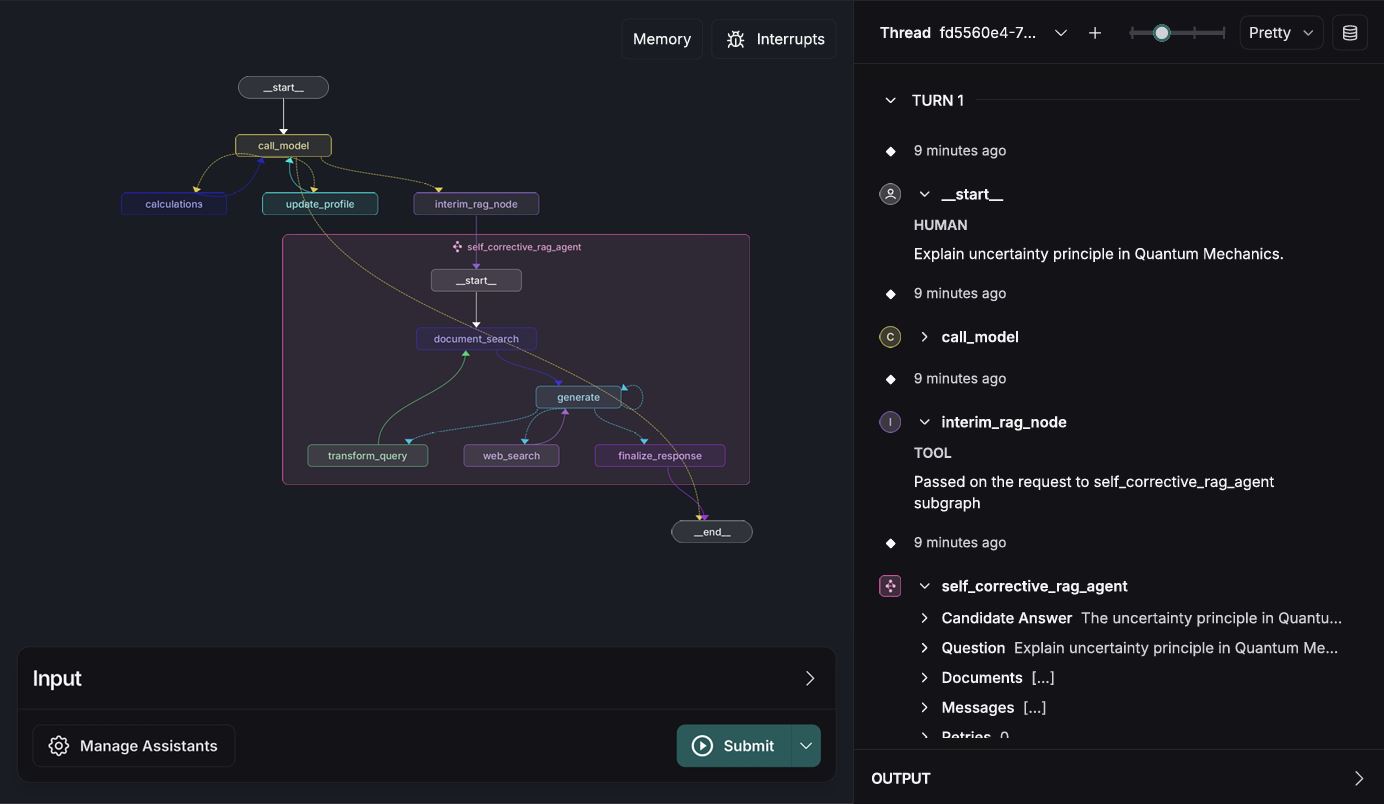 Memory
Interrupts
__start__
call_model
calculations
update_profile
interim_rag_node
self_corrective_rag_agent
__start__
document_search
generate
transform_query
web_search
finalize_response
__end__
Input
Manage Assistants
Submit
Thread fd5560e4-7...
Pretty
TURN 1
9 minutes ago
__start__
HUMAN
Explain uncertainty principle in Quantum Mechanics.
9 minutes ago
C call_model
9 minutes ago
I interim_rag_node
TOOL
Passed on the request to self_corrective_rag_agent
subgraph
9 minutes ago
self_corrective_rag_agent
Candidate Answer The uncertainty principle in Quantu...
Question Explain uncertainty principle in Quantum Me...
Documents [...]
Messages [...]
Retries 0
OUTPUT